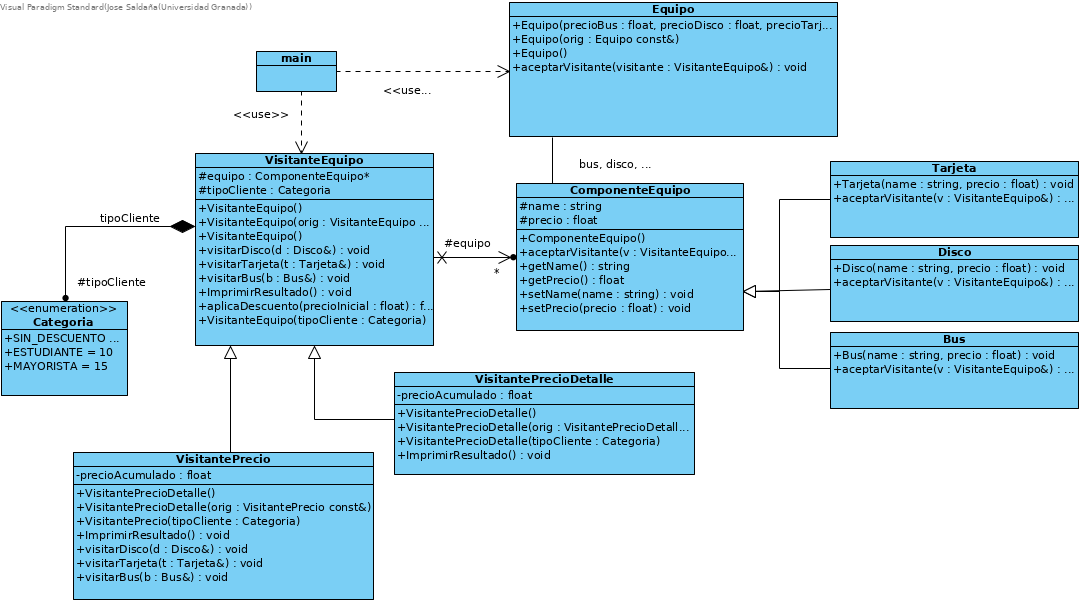 Visual Paradigm Standard(Jose Saldaña(Universidad Granada))
Equipo
+Equipo(precioBus : float, precioDisco : float, precioTarj...
+Equipo(orig : Equipo const&)
+Equipo()
+aceptarVisitante(visitante : VisitanteEquipo&) : void
main
<<use...
<<use>>
bus, disco, ...
VisitanteEquipo
#equipo : ComponenteEquipo*
#tipoCliente : Categoria
+VisitanteEquipo()
+VisitanteEquipo(orig : VisitanteEquipo ...
+VisitanteEquipo()
+visitarDisco(d : Disco&) : void
+visitarTarjeta(t : Tarjeta&) : void
+visitarBus(b : Bus&) : void
+ImprimirResultado() : void
+aplicaDescuento(precioInicial : float) : f...
+VisitanteEquipo(tipoCliente : Categoria)
#equipo
*
ComponenteEquipo
#name : string
#precio : float
+ComponenteEquipo()
+aceptarVisitante(v : VisitanteEquipo...
+getName() : string
+getPrecio() : float
+setName(name : string) : void
+setPrecio(precio : float) : void
Tarjeta
+Tarjeta(name : string, precio : float) : void
+aceptarVisitante(v : VisitanteEquipo&) : ...
Disco
+Disco(name : string, precio : float) : void
+aceptarVisitante(v : VisitanteEquipo&) : ...
Bus
+Bus(name : string, precio : float) : void
+aceptarVisitante(v : VisitanteEquipo&) : ...
tipoCliente
#tipoCliente
<<enumeration>>
Categoria
+SIN_DESCUENTO ...
+ESTUDIANTE = 10
+MAYORISTA = 15
VisitantePrecioDetalle
-precioAcumulado : float
+VisitantePrecioDetalle()
+VisitantePrecioDetalle(orig : VisitantePrecioDetall...
+VisitantePrecioDetalle(tipoCliente : Categoria)
+ImprimirResultado() : void
VisitantePrecio
-precioAcumulado : float
+VisitantePrecioDetalle()
+VisitantePrecioDetalle(orig : VisitantePrecio const&)
+VisitantePrecio(tipoCliente : Categoria)
+ImprimirResultado() : void
+visitarDisco(d : Disco&) : void
+visitarTarjeta(t : Tarjeta&) : void
+visitarBus(b : Bus&) : void